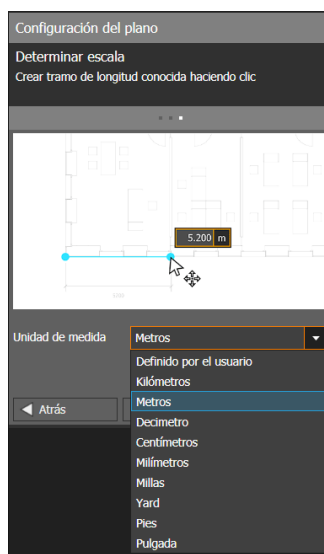 Configuración del plano
Determinar escala
Crear tramo de longitud conocida haciendo clic
5.200 m
Unidad de medida Metros
Definido por el usuario
Kilómetros
Metros
Decimetro
Atrás
Centímetros
Milímetros
Millas
Yard
Pies
Pulgada